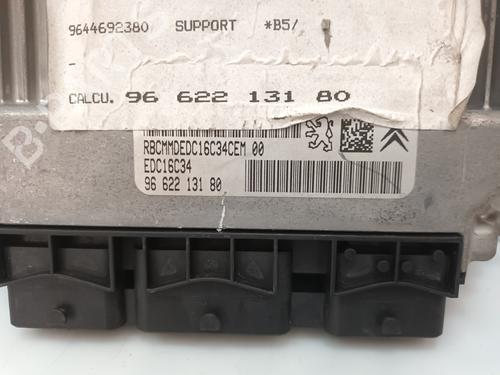 9644692380 SUPPORT *B5/
-
CALCU. 96 622 131 80
RBCMMDEDC16C34CEM 00
EDC16C34
96 622 131 80